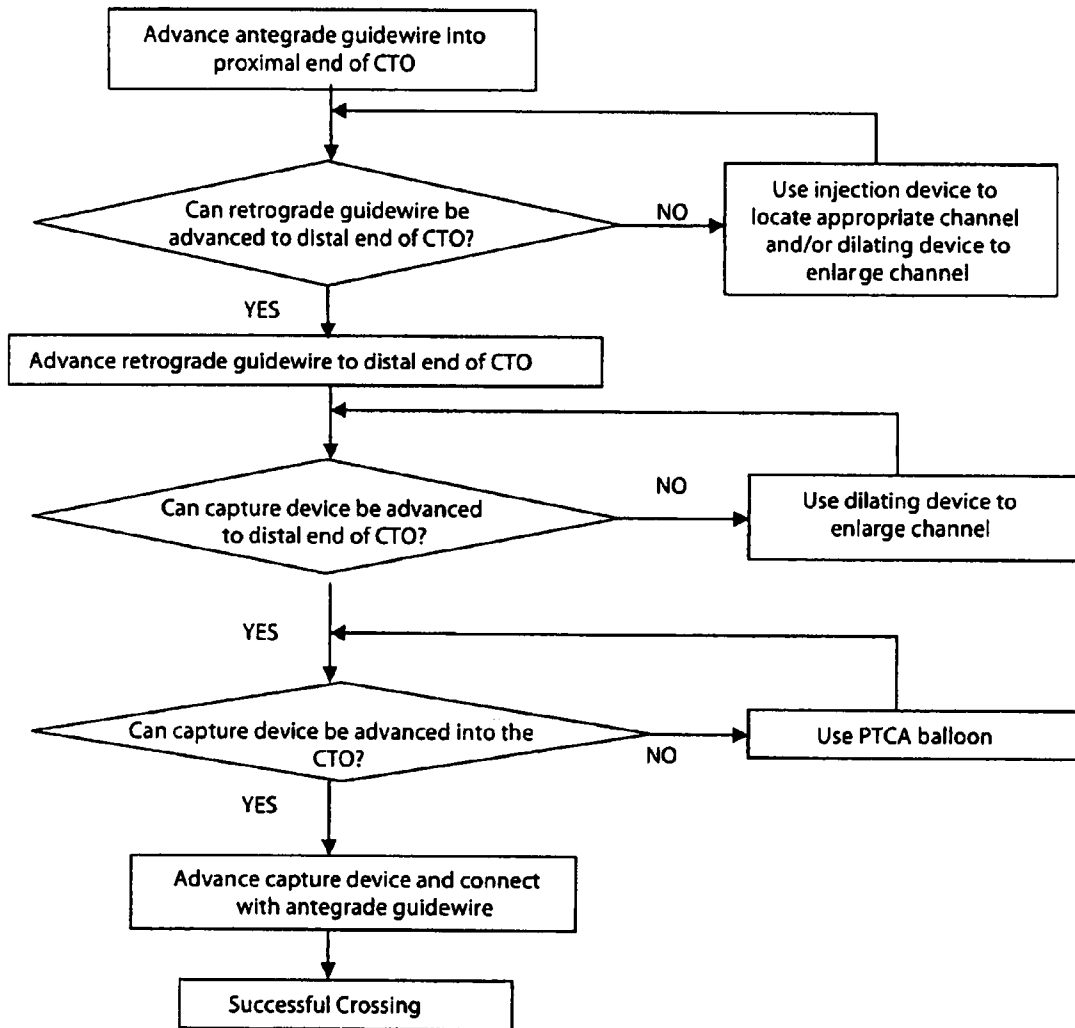 Advance antegrade guidewire into
proximal end of CTO
Can retrograde guidewire be
advanced to distal end of CTO?
NO
Use injection device to
locate appropriate channel
and/or dilating device to
enlarge channel
YES
Advance retrograde guidewire to distal end of CTO
Can capture device be advanced
to distal end of CTO?
NO
Use dilating device to
enlarge channel
YES
Can capture device be advanced into the
CTO?
NO
Use PTCA balloon
YES
Advance capture device and connect
with antegrade guidewire
Successful Crossing